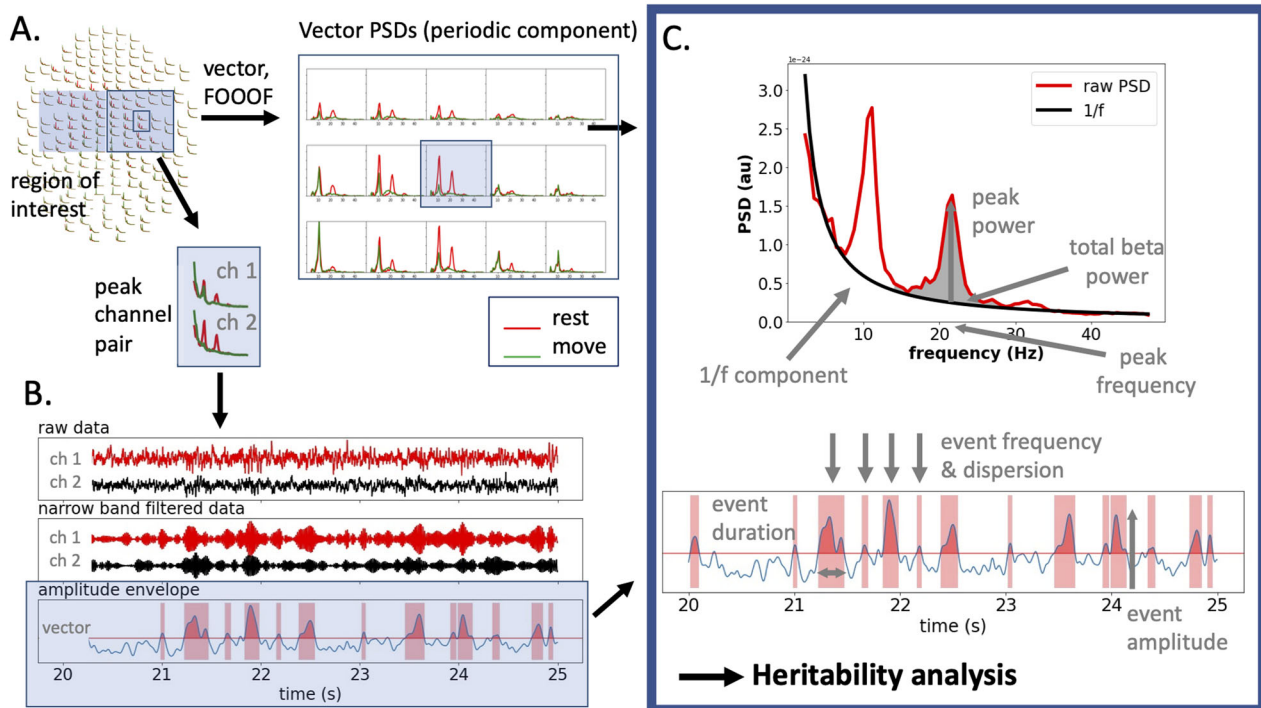 A.
Vector PSDs (periodic component)
vector,
FOOOF
region of
interest
peak
channel
pair
ch 1
ch 2
rest
move
B.
raw data
ch 1
ch 2
narrow band filtered data
ch 1
ch 2
amplitude envelope
vector
20 21 22 23 24 25
time (s)
C.
1e-24
raw PSD
1/f
3.0
2.5
2.0
1.5
1.0
0.5
0.0
PSD (au)
10 20 30 40
frequency (Hz)
peak
power
total beta
power
1/f component
peak
frequency
event frequency
& dispersion
event
duration
20 21 22 23 24 25
time (s)
event
amplitude
Heritability analysis